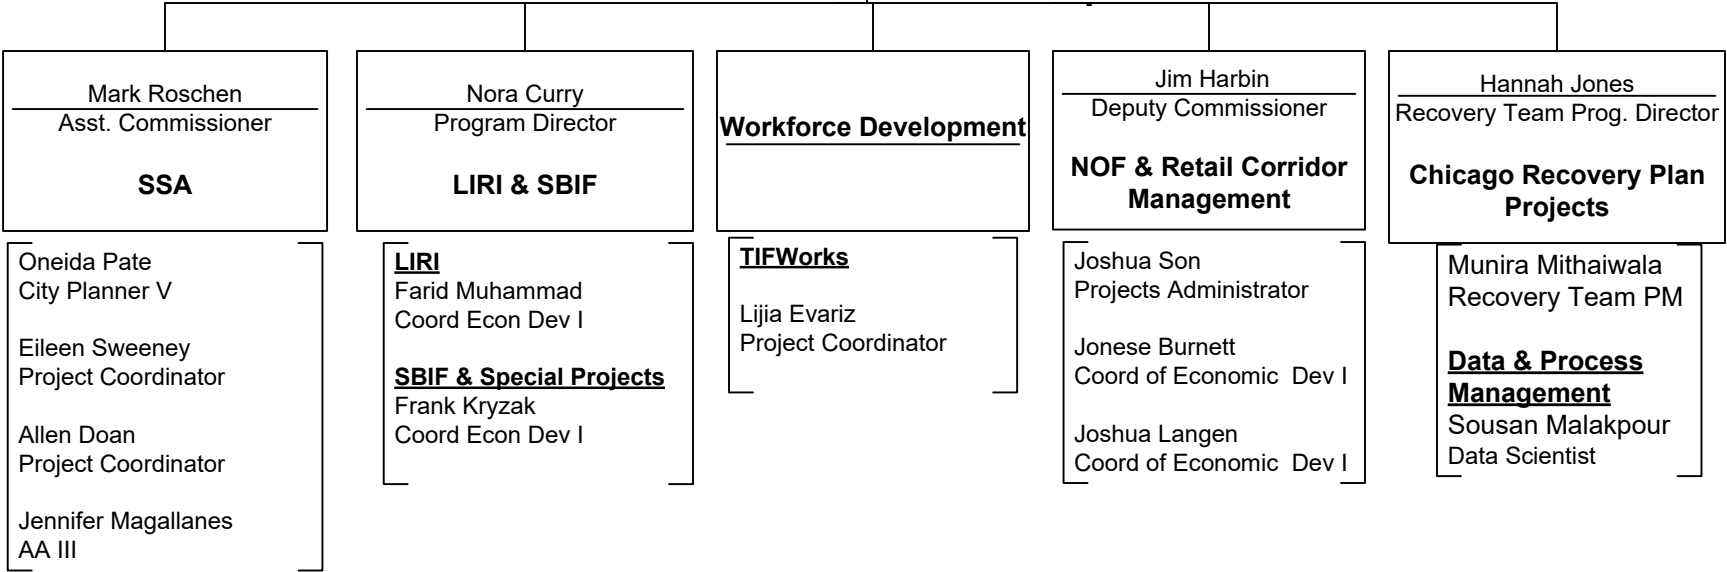 Mark Roschen
Asst. Commissioner
SSA
Oneida Pate
City Planner V
Eileen Sweeney
Project Coordinator
Allen Doan
Project Coordinator
Jennifer Magallanes
AA III
Nora Curry
Program Director
LIRI & SBIF
LIRI
Farid Muhammad
Coord Econ Dev I
SBIF & Special Projects
Frank Kryzak
Coord Econ Dev I
Workforce Development
TIFWorks
Lijia Evariz
Project Coordinator
Jim Harbin
Deputy Commissioner
NOF & Retail Corridor
Management
Joshua Son
Projects Administrator
Jonese Burnett
Coord of Economic Dev I
Joshua Langen
Coord of Economic Dev I
Hannah Jones
Recovery Team Prog. Director
Chicago Recovery Plan
Projects
Munira Mithaiwala
Recovery Team PM
Data & Process
Management
Sousan Malakpour
Data Scientist